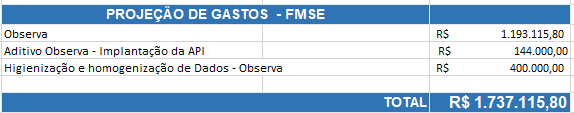 PROJEÇÃO DE GASTOS - FMSE
Observa R$ 1.193.115,80
Aditivo Observa - Implantação da API R$ 144.000,00
Higienização e homogenização de Dados - Observa R$ 400.000,00
TOTAL R$ 1.737.115,80